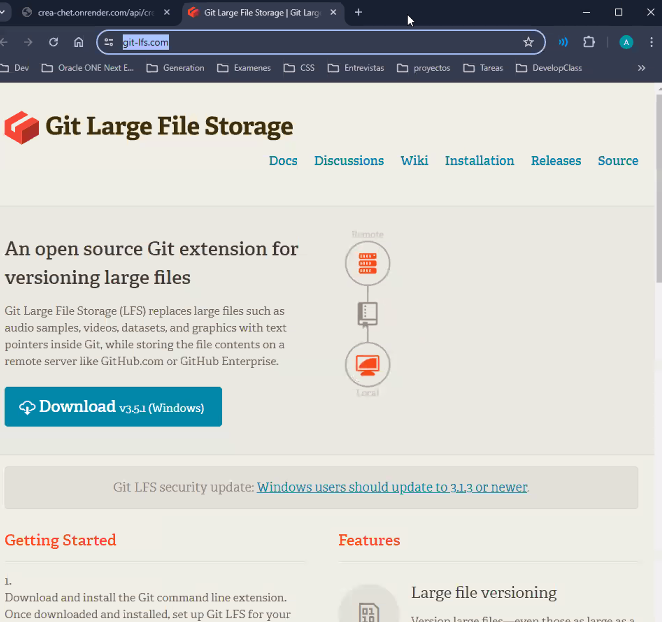 crea-chet.onrender.com/api/cre
Git Large File Storage | Git Large
git-lfs.com
A
Dev
Oracle ONE Next E...
Generation
Examenes
CSS
Entrevistas
proyectos
Tareas
DevelopClass
Git Large File Storage
Docs Discussions Wiki Installation Releases Source
An open source Git extension for
versioning large files
Git Large File Storage (LFS) replaces large files such as
audio samples, videos, datasets, and graphics with text
pointers inside Git, while storing the file contents on a
remote server like GitHub.com or GitHub Enterprise.
Download v3.5.1 (Windows)
Remote
Local
Git LFS security update: Windows users should update to 3.1.3 or newer.
Getting Started
1.
Download and install the Git command line extension.
Once downloaded and installed, set up Git LFS for your
Features
Large file versioning
Version large files—even those as large as a